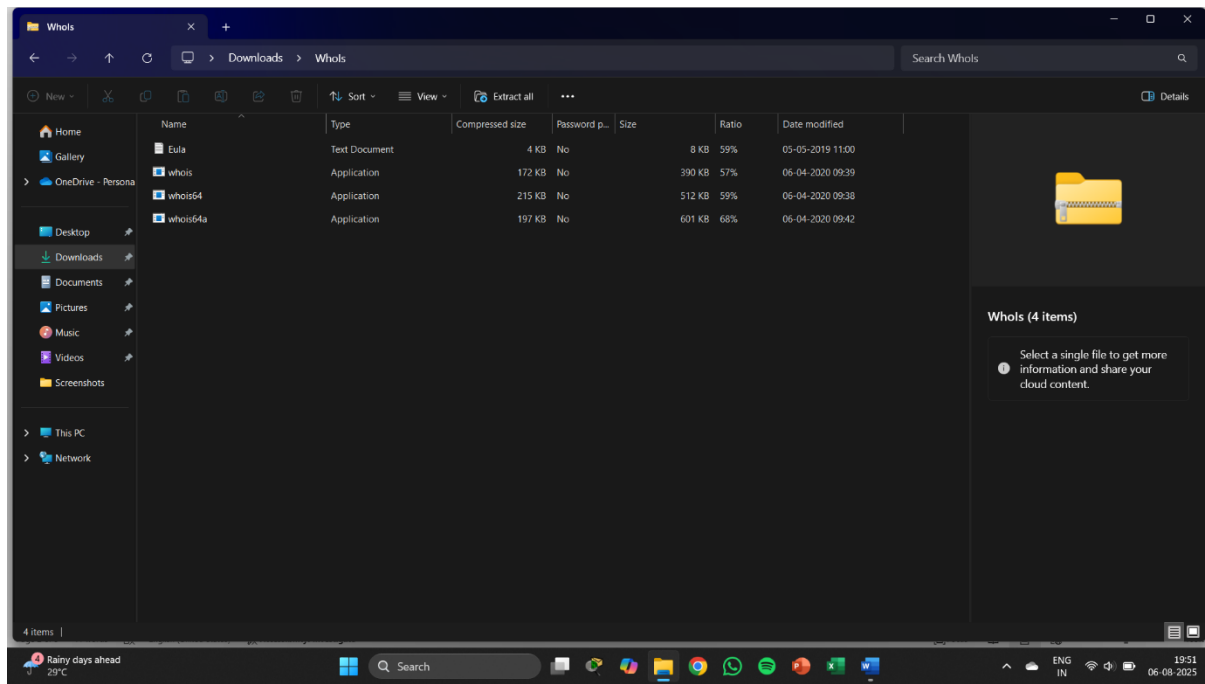 WhoIs
Downloads > WhoIs
Search WhoIs
New
Sort
View
Extract all
Details
Home
Gallery
OneDrive - Persona
Desktop
Downloads
Documents
Pictures
Music
Videos
Screenshots
This PC
Network
Name Type Compressed size Password p... Size Ratio Date modified
Eula Text Document 4 KB No 8 KB 59% 05-05-2019 11:00
whois Application 172 KB No 390 KB 57% 06-04-2020 09:39
whois64 Application 215 KB No 512 KB 59% 06-04-2020 09:38
whois64a Application 197 KB No 601 KB 68% 06-04-2020 09:42
WhoIs (4 items)
Select a single file to get more
information and share your
cloud content.
4 items
4
Rainy days ahead
29°C
Search
ENG
IN
19:51
06-08-2025